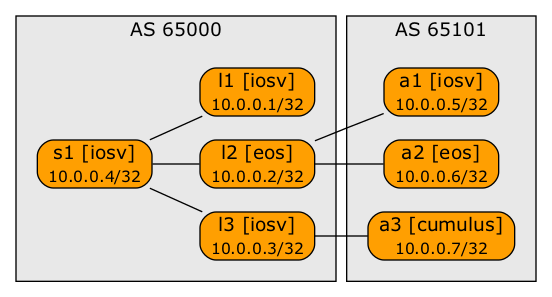 AS 65000
AS 65101
l1 [iosv]
10.0.0.1/32
a1 [iosv]
10.0.0.5/32
s1 [iosv]
10.0.0.4/32
l2 [eos]
10.0.0.2/32
a2 [eos]
10.0.0.6/32
l3 [iosv]
10.0.0.3/32
a3 [cumulus]
10.0.0.7/32